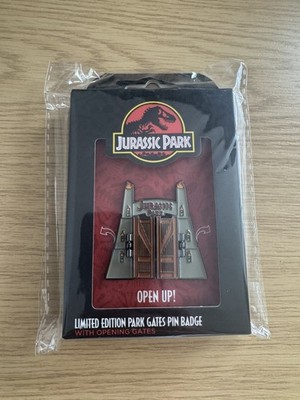 JURASSIC PARK
JURASSIC
PARK
OPEN UP!
LIMITED EDITION PARK GATES PIN BADGE
WITH OPENING GATES